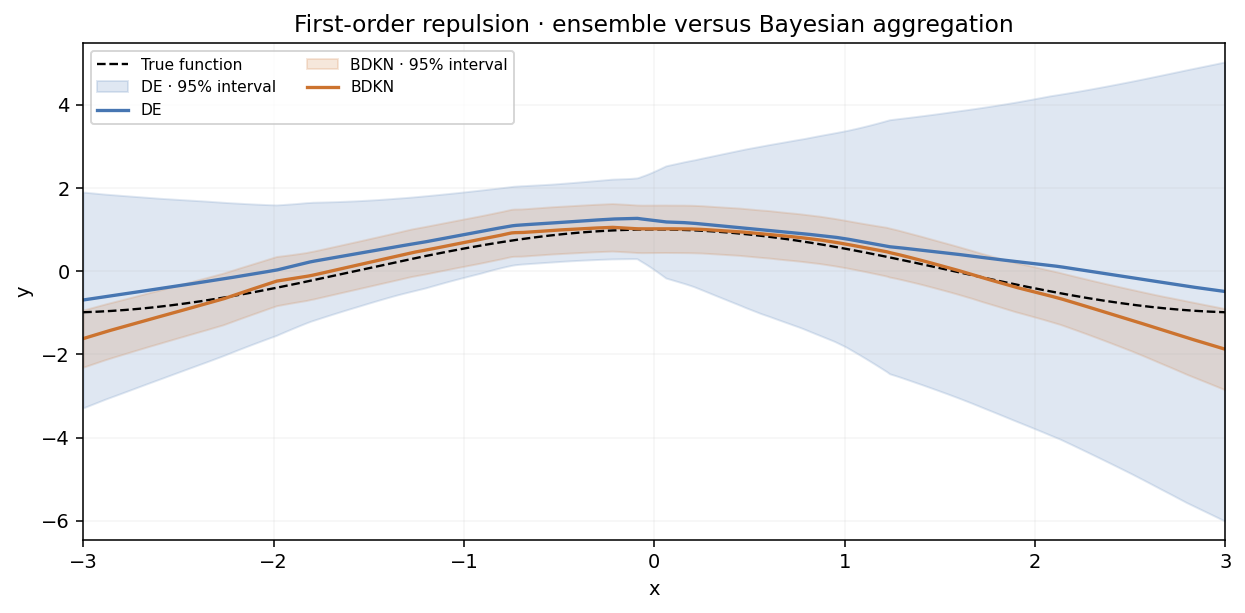 First-order repulsion · ensemble versus Bayesian aggregation
True function
DE · 95% interval
DE
BDKN · 95% interval
BDKN
y
4
2
0
−2
−4
−6
−3
−2
−1
0
1
2
3
x